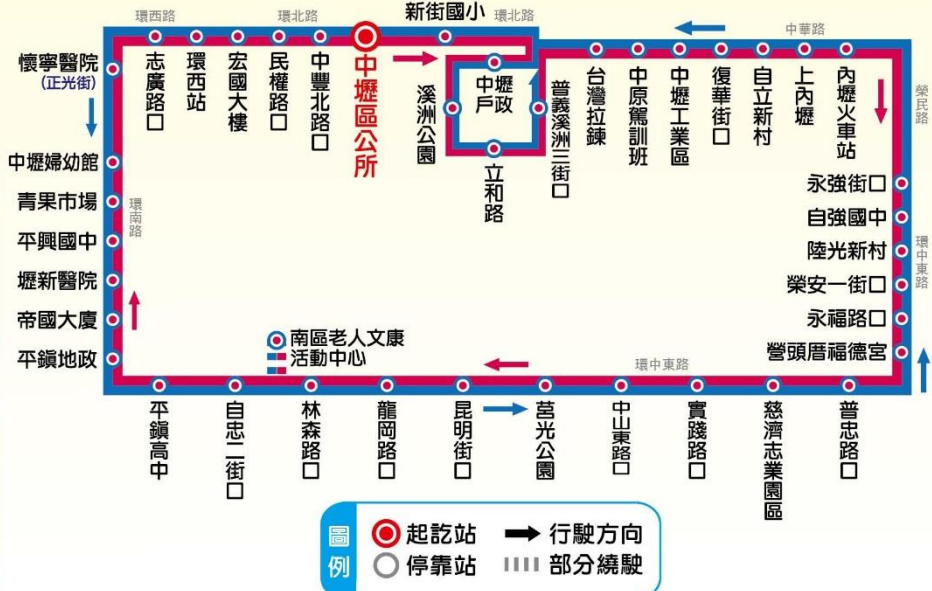 環西路
環北路
新街國小
環北路
中華路
懷寧醫院
(正光街)
志廣路口
環西站
宏國大樓
民權路口
中豐北路口
中壢區公所
溪洲公園
中壢戶政
立和路
普義溪洲三街口
台灣拉鍊
中原駕訓班
中壢工業區
復華街口
自立新村
上內壢
內壢火車站
榮民路
中壢婦幼館
青果市場
平興國中
壢新醫院
帝國大廈
平鎮地政
環南路
永強街口
自強國中
陸光新村
榮安一街口
永福路口
營頭厝福德宮
環中東路
南區老人文康
活動中心
環中東路
平鎮高中
自忠二街口
林森路口
龍岡路口
昆明街口
莒光公園
中山東路口
實踐路口
慈濟志業園區
普忠路口
圖例
起訖站
行駛方向
停靠站
部分繞駛